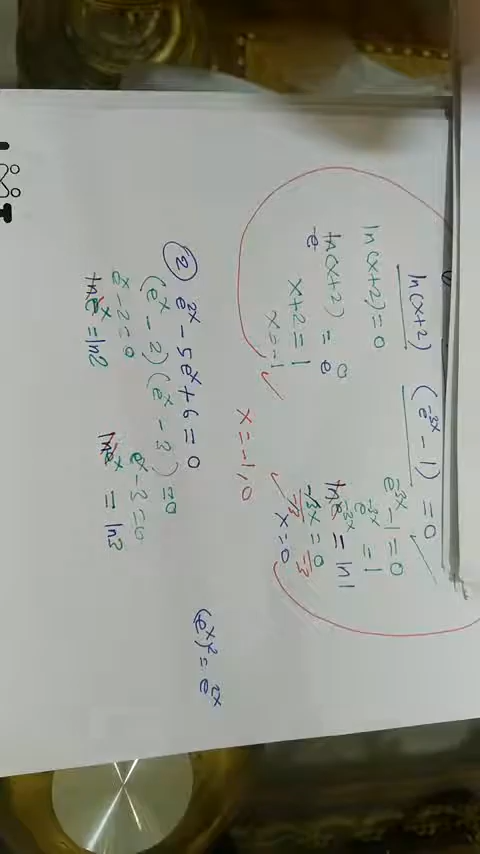 ln(x+2) (e^-3x - 1) = 0
ln(x+2) = 0
e^ln(x+2) = e^0
x+2 = 1
x = -1 ✓
e^-3x - 1 = 0
e^-3x = 1
ln e^-3x = ln 1
-3x/-3 = 0/-3
✓ x = 0
x = -1, 0
② e^2x - 5e^x + 6 = 0
(e^x)^2 = e^2x
(e^x - 2)(e^x - 3) = 0
e^x - 2 = 0
ln e^x = ln 2
e^x - 3 = 0
ln e^x = ln 3